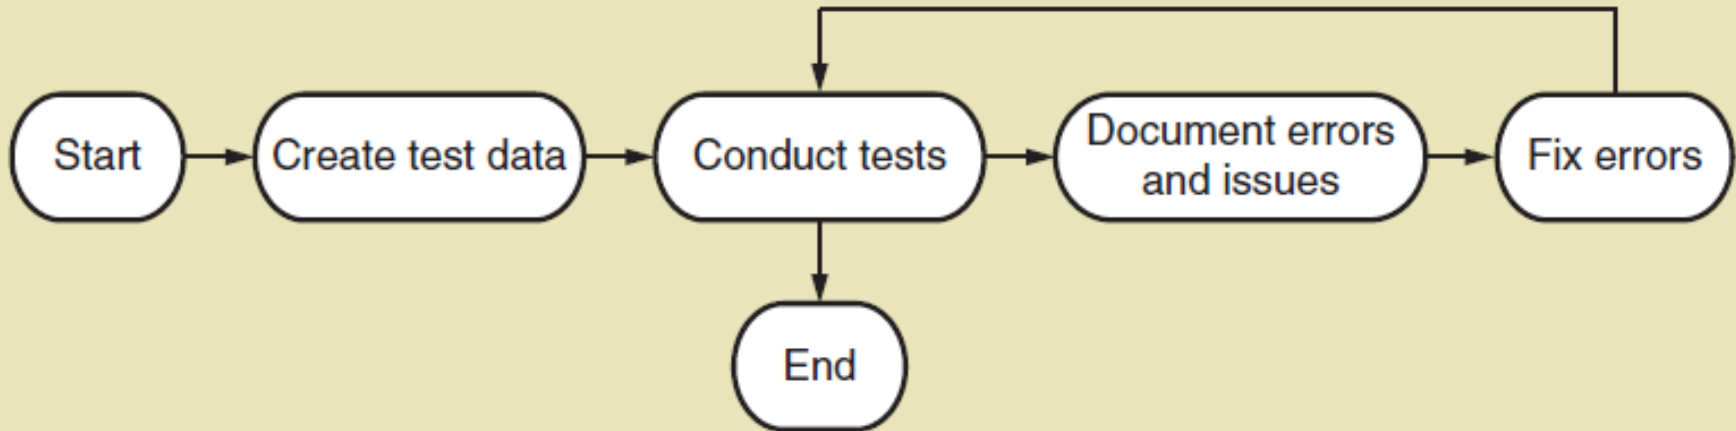 Start
Create test data
Conduct tests
Document errors
and issues
Fix errors
End